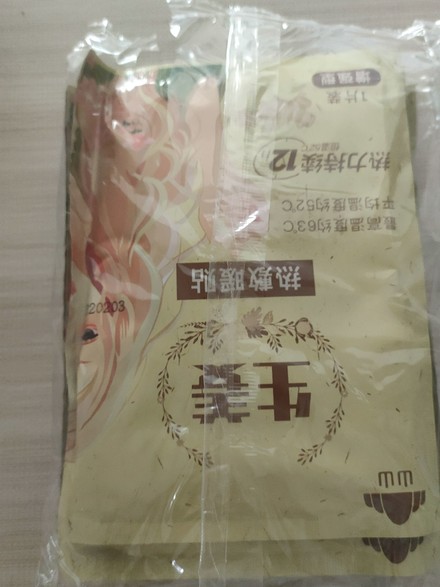 生姜
热敷暖贴
最高温度约63℃
平均温度约52℃
热力持续12
1片装
增强型
220203